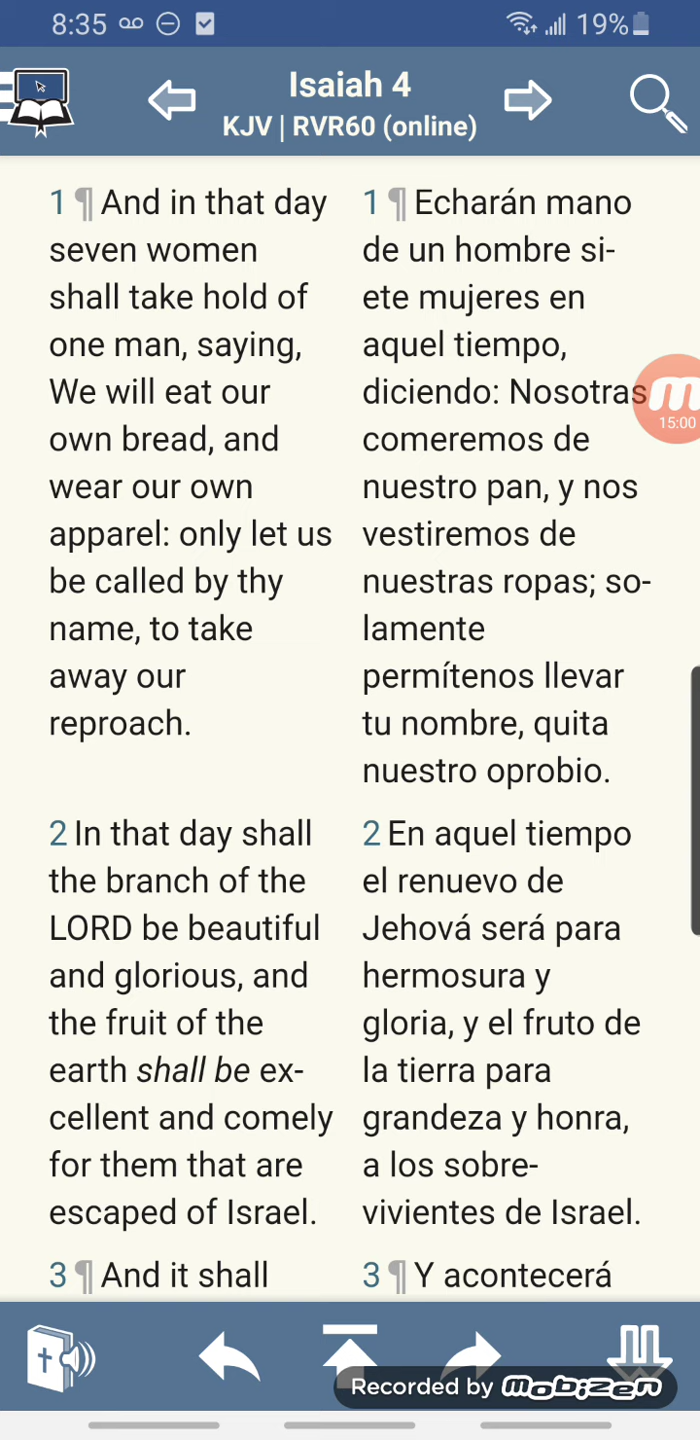 8:35
19%
Isaiah 4
KJV | RVR60 (online)
1 ¶ And in that day
seven women
shall take hold of
one man, saying,
We will eat our
own bread, and
wear our own
apparel: only let us
be called by thy
name, to take
away our
reproach.
1 ¶ Echarán mano
de un hombre si-
ete mujeres en
aquel tiempo,
diciendo: Nosotras
comeremos de
nuestro pan, y nos
vestiremos de
nuestras ropas; so-
lamente
permítenos llevar
tu nombre, quita
nuestro oprobio.
m
15:00
2 In that day shall
the branch of the
LORD be beautiful
and glorious, and
the fruit of the
earth shall be ex-
cellent and comely
for them that are
escaped of Israel.
2 En aquel tiempo
el renuevo de
Jehová será para
hermosura y
gloria, y el fruto de
la tierra para
grandeza y honra,
a los sobre-
vivientes de Israel.
3 ¶ And it shall
3 ¶ Y acontecerá
Recorded by mobizen